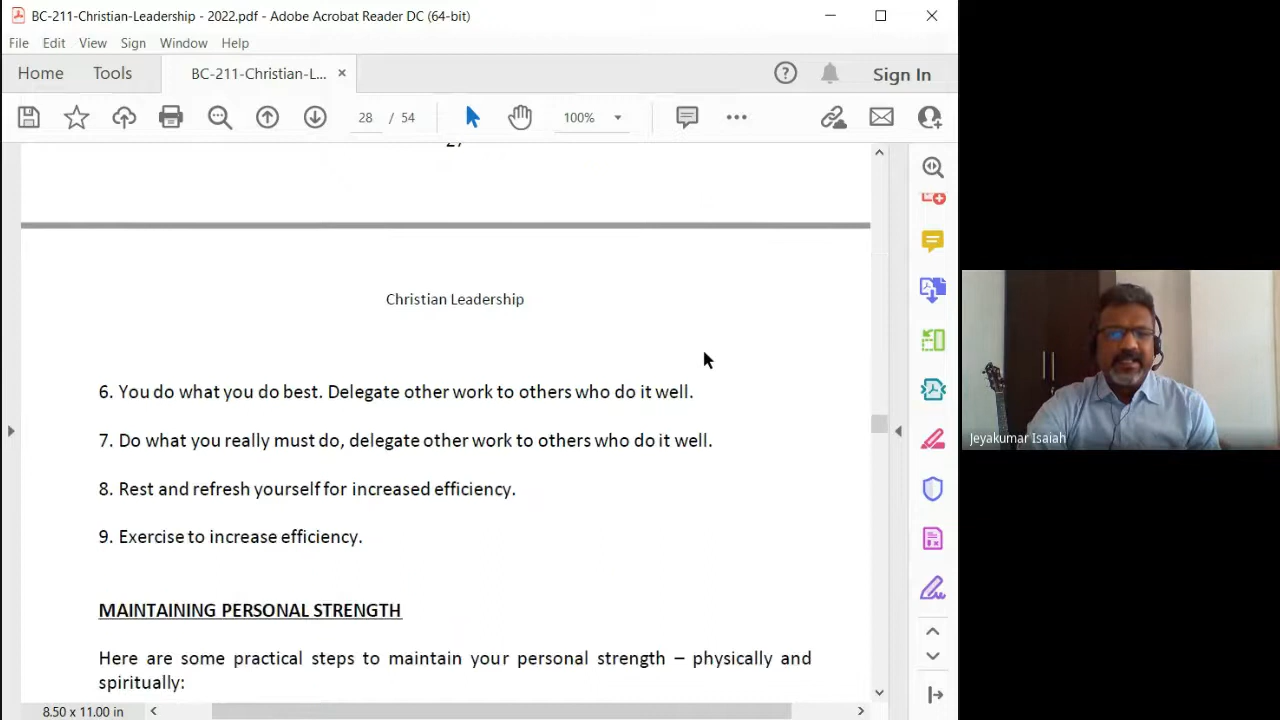 BC-211-Christian-Leadership - 2022.pdf - Adobe Acrobat Reader DC (64-bit)
File Edit View Sign Window Help
Home Tools BC-211-Christian-L... Sign In
28 / 54 100%
27
Christian Leadership
6. You do what you do best. Delegate other work to others who do it well.
7. Do what you really must do, delegate other work to others who do it well.
8. Rest and refresh yourself for increased efficiency.
9. Exercise to increase efficiency.
MAINTAINING PERSONAL STRENGTH
Here are some practical steps to maintain your personal strength – physically and
spiritually:
8.50 x 11.00 in
Jeyakumar Isaiah